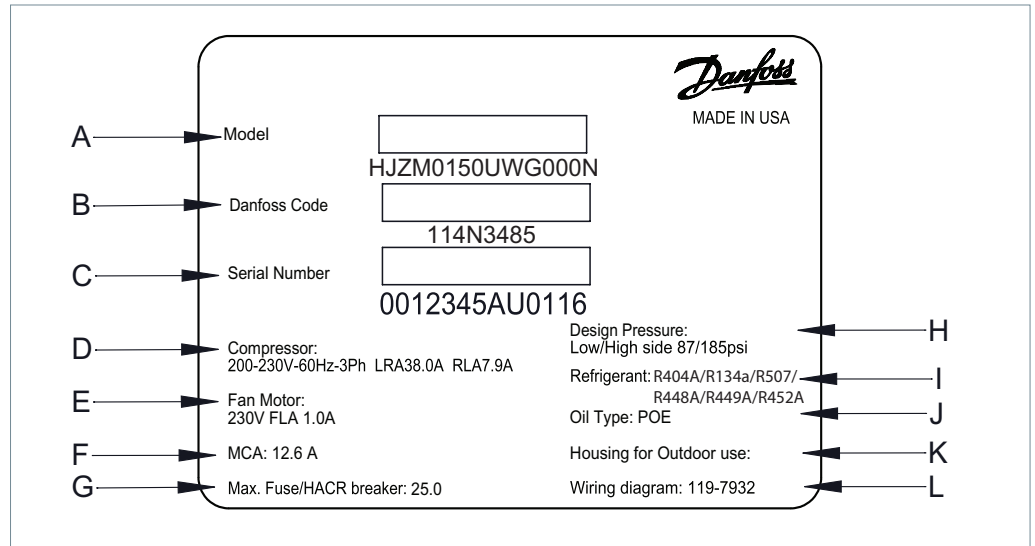 Danfoss
MADE IN USA
A
Model
HJZM0150UWG000N
B
Danfoss Code
114N3485
C
Serial Number
0012345AU0116
D
Compressor:
200-230V-60Hz-3Ph LRA38.0A RLA7.9A
E
Fan Motor:
230V FLA 1.0A
F
MCA: 12.6 A
G
Max. Fuse/HACR breaker: 25.0
Design Pressure:
Low/High side 87/185psi
H
Refrigerant: R404A/R134a/R507/
R448A/R449A/R452A
I
Oil Type: POE
J
Housing for Outdoor use:
K
Wiring diagram: 119-7932
L